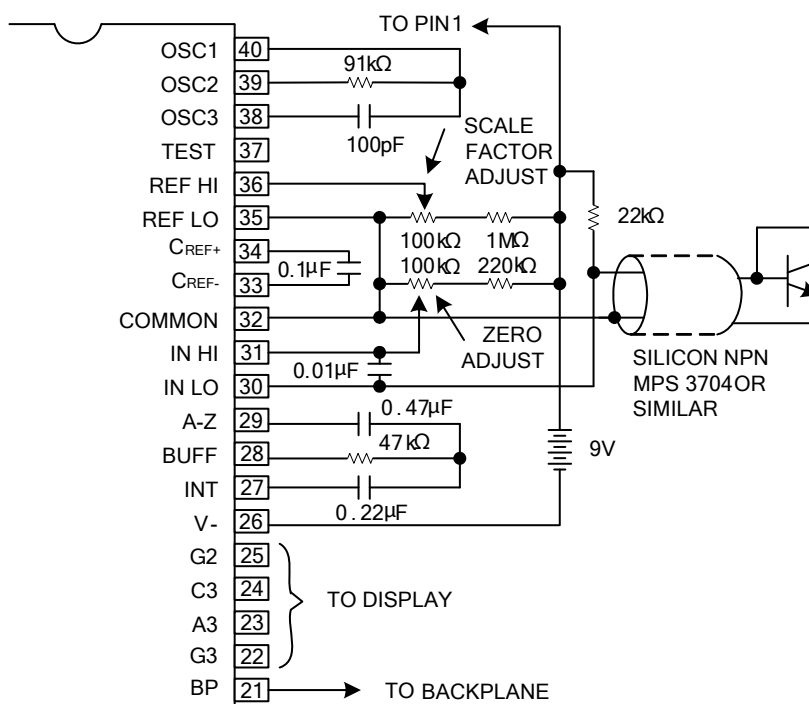 TO PIN1
OSC1 40
91kΩ
OSC2 39
OSC3 38
100pF
SCALE
FACTOR
ADJUST
TEST 37
REF HI 36
REF LO 35
22kΩ
100kΩ 1MΩ
CREF+ 34
0.1µF
100kΩ 220kΩ
CREF- 33
COMMON 32
ZERO
ADJUST
IN HI 31
0.01µF
IN LO 30
SILICON NPN
MPS 3704OR
SIMILAR
A-Z 29
0.47µF
BUFF 28
47kΩ
9V
INT 27
0.22µF
V- 26
G2 25
C3 24
TO DISPLAY
A3 23
G3 22
BP 21
TO BACKPLANE